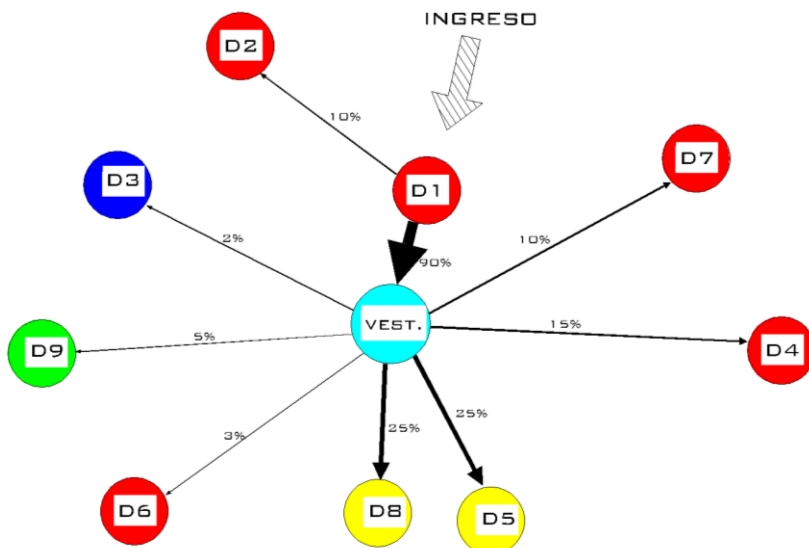 INGRESO
D2
10%
D7
D3
D1
2%
90%
10%
VEST.
5%
15%
D9
D4
3%
25%
25%
D6
D8
D5